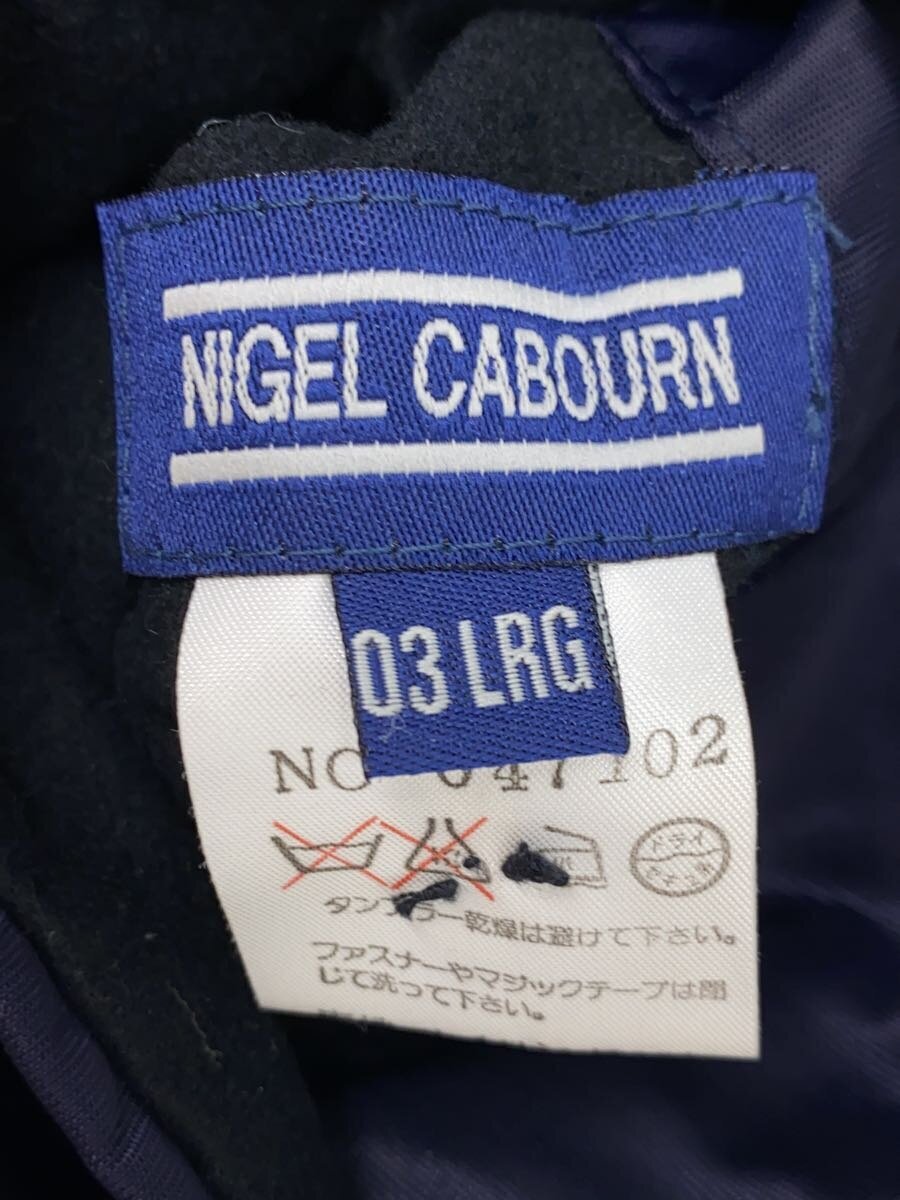 NIGEL CABOURN
03 LRG
NO 047102
ドライ
タンブラー乾燥は避けて下さい。
ファスナーやマジックテープは閉
じて洗って下さい。